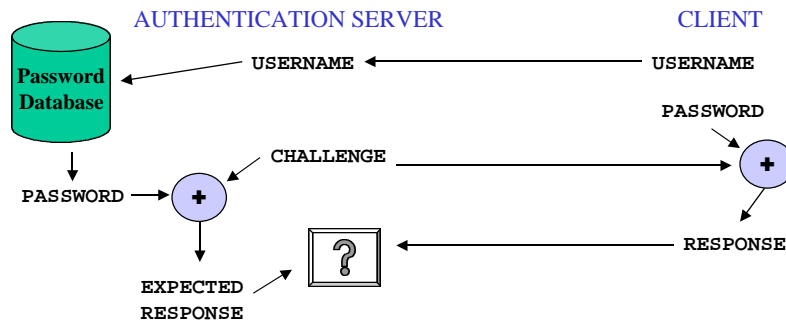 AUTHENTICATION SERVER
CLIENT
USERNAME
USERNAME
Password
Database
PASSWORD
CHALLENGE
+
PASSWORD
+
?
RESPONSE
EXPECTED
RESPONSE